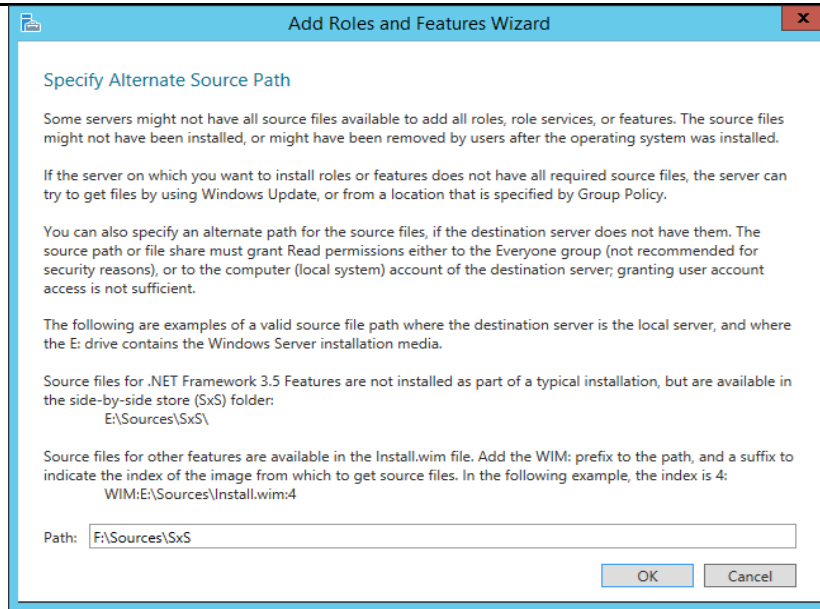 Add Roles and Features Wizard
x
Specify Alternate Source Path
Some servers might not have all source files available to add all roles, role services, or features. The source files
might not have been installed, or might have been removed by users after the operating system was installed.
If the server on which you want to install roles or features does not have all required source files, the server can
try to get files by using Windows Update, or from a location that is specified by Group Policy.
You can also specify an alternate path for the source files, if the destination server does not have them. The
source path or file share must grant Read permissions either to the Everyone group (not recommended for
security reasons), or to the computer (local system) account of the destination server; granting user account
access is not sufficient.
The following are examples of a valid source file path where the destination server is the local server, and where
the E: drive contains the Windows Server installation media.
Source files for .NET Framework 3.5 Features are not installed as part of a typical installation, but are available in
the side-by-side store (SxS) folder:
E:\Sources\SxS\
Source files for other features are available in the Install.wim file. Add the WIM: prefix to the path, and a suffix to
indicate the index of the image from which to get source files. In the following example, the index is 4:
WIM:E:\Sources\Install.wim:4
Path: F:\Sources\SxS
OK Cancel